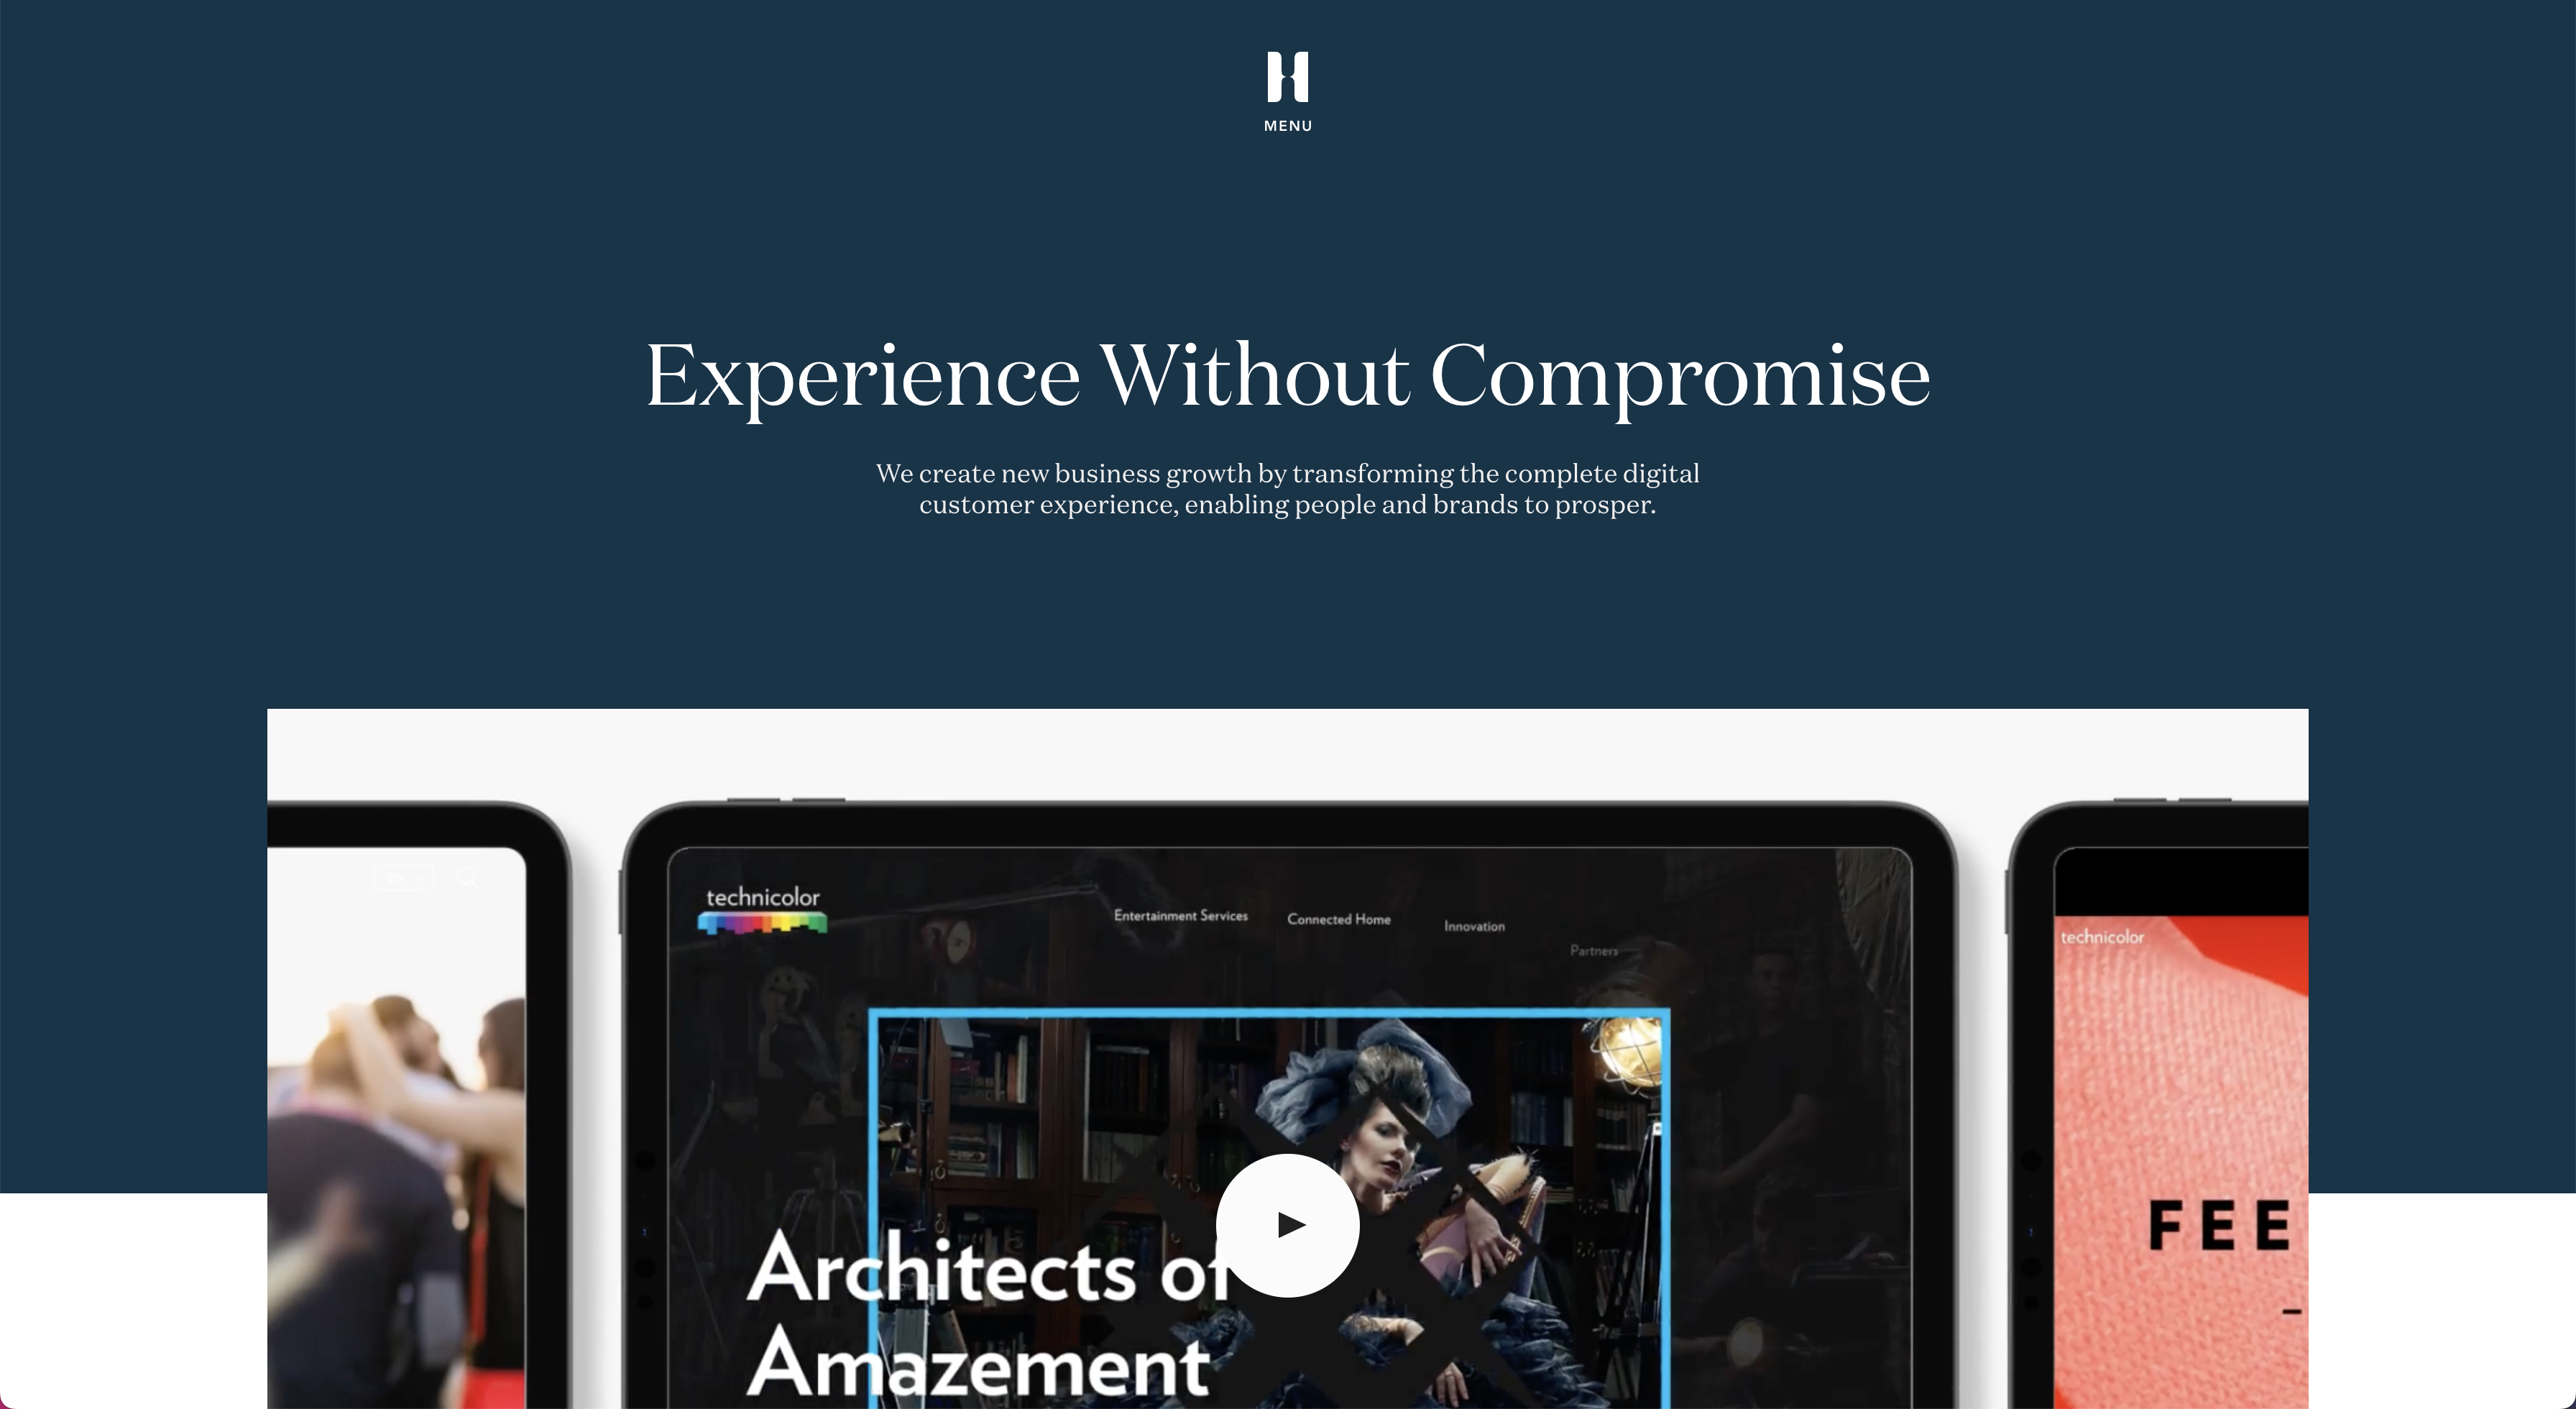 H
MENU
Experience Without Compromise
We create new business growth by transforming the complete digital
customer experience, enabling people and brands to prosper.
technicolor
Entertainment Services
Connected Home
Innovation
Partners
technicolor
Architects of
Amazement
FEE